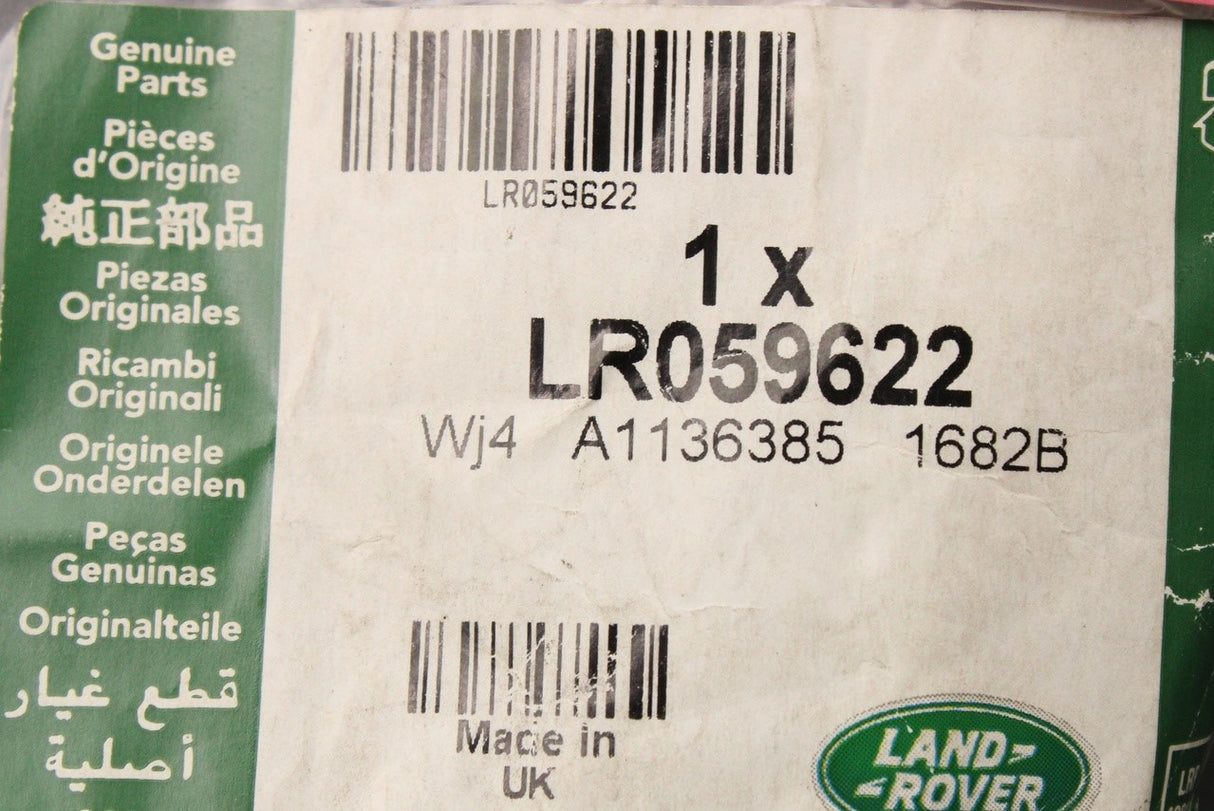 Genuine
Parts
Pièces
d'Origine
純正部品
Piezas
Originales
Ricambi
Originali
Originele
Onderdelen
Peças
Genuinas
Originalteile
قطع غيار
أصلية
LR059622
1 x
LR059622
Wj4 A1136385 1682B
Made in
UK
LAND-
-ROVER